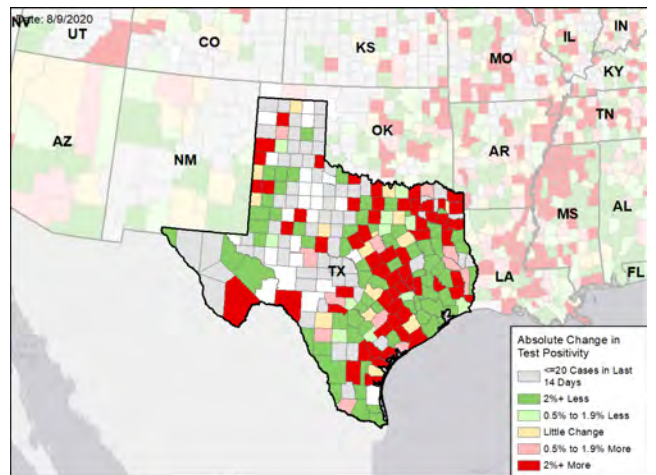 Date: 8/9/2020
NV
UT
CO
KS
MO
IL
IN
KY
TN
AZ
NM
OK
AR
MS
AL
TX
LA
FL
Absolute Change in
Test Positivity
<=20 Cases in Last
14 Days
2%+ Less
0.5% to 1.9% Less
Little Change
0.5% to 1.9% More
2%+ More